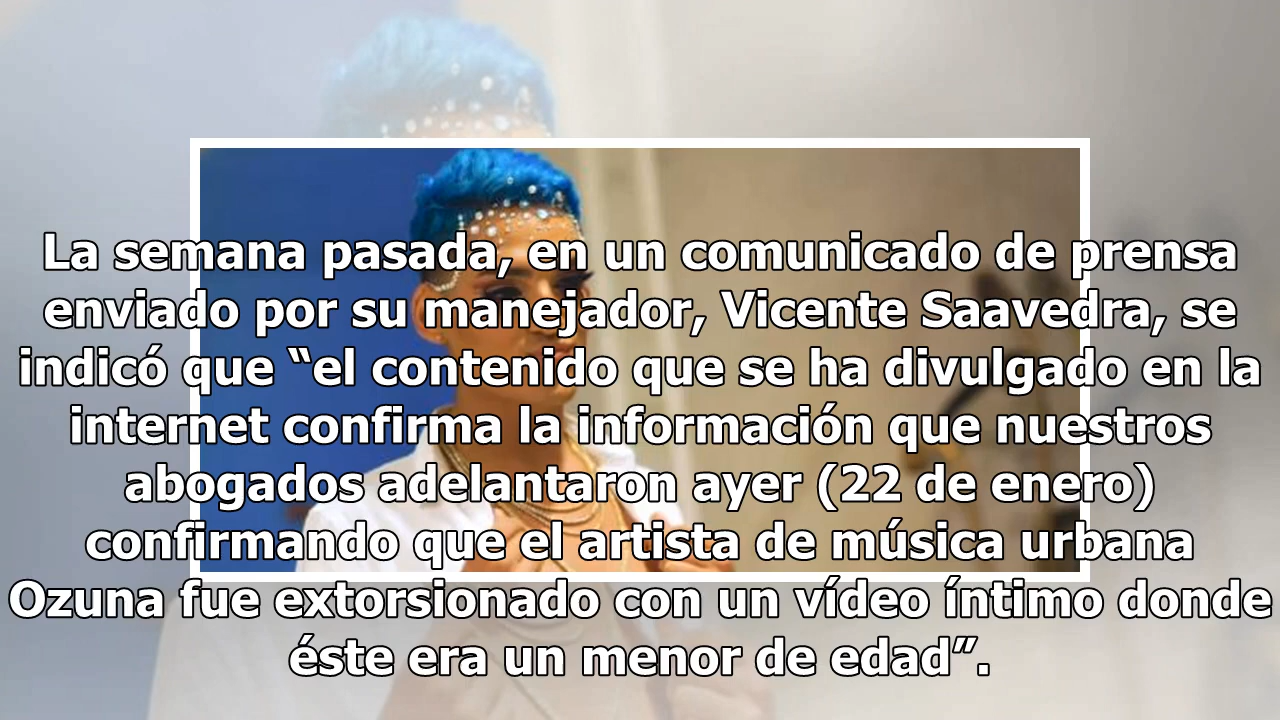 La semana pasada, en un comunicado de prensa
enviado por su manejador, Vicente Saavedra, se
indicó que “el contenido que se ha divulgado en la
internet confirma la información que nuestros
abogados adelantaron ayer (22 de enero)
confirmando que el artista de música urbana
Ozuna fue extorsionado con un vídeo íntimo donde
éste era un menor de edad”.